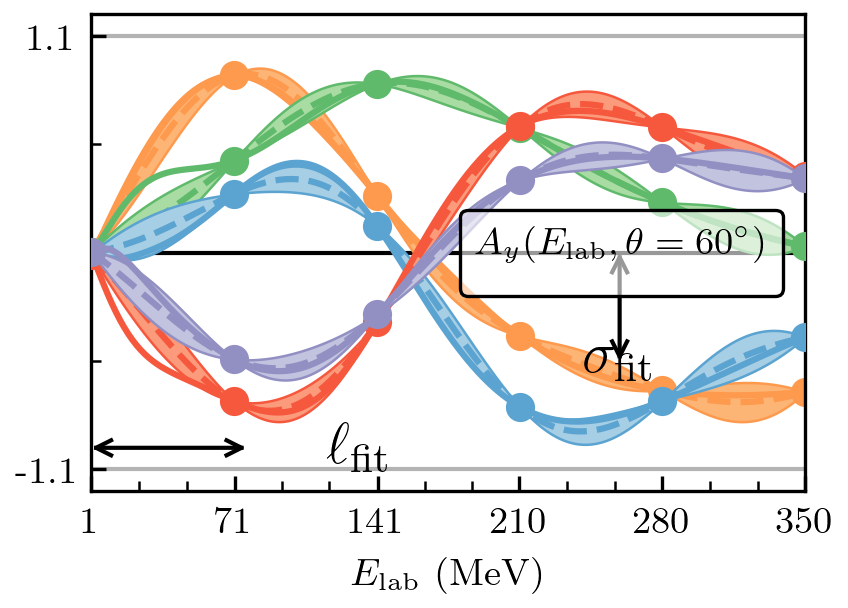 1.1
A_y(E_lab, θ = 60°)
σ_fit
ℓ_fit
-1.1
1 71 141 210 280 350
E_lab (MeV)